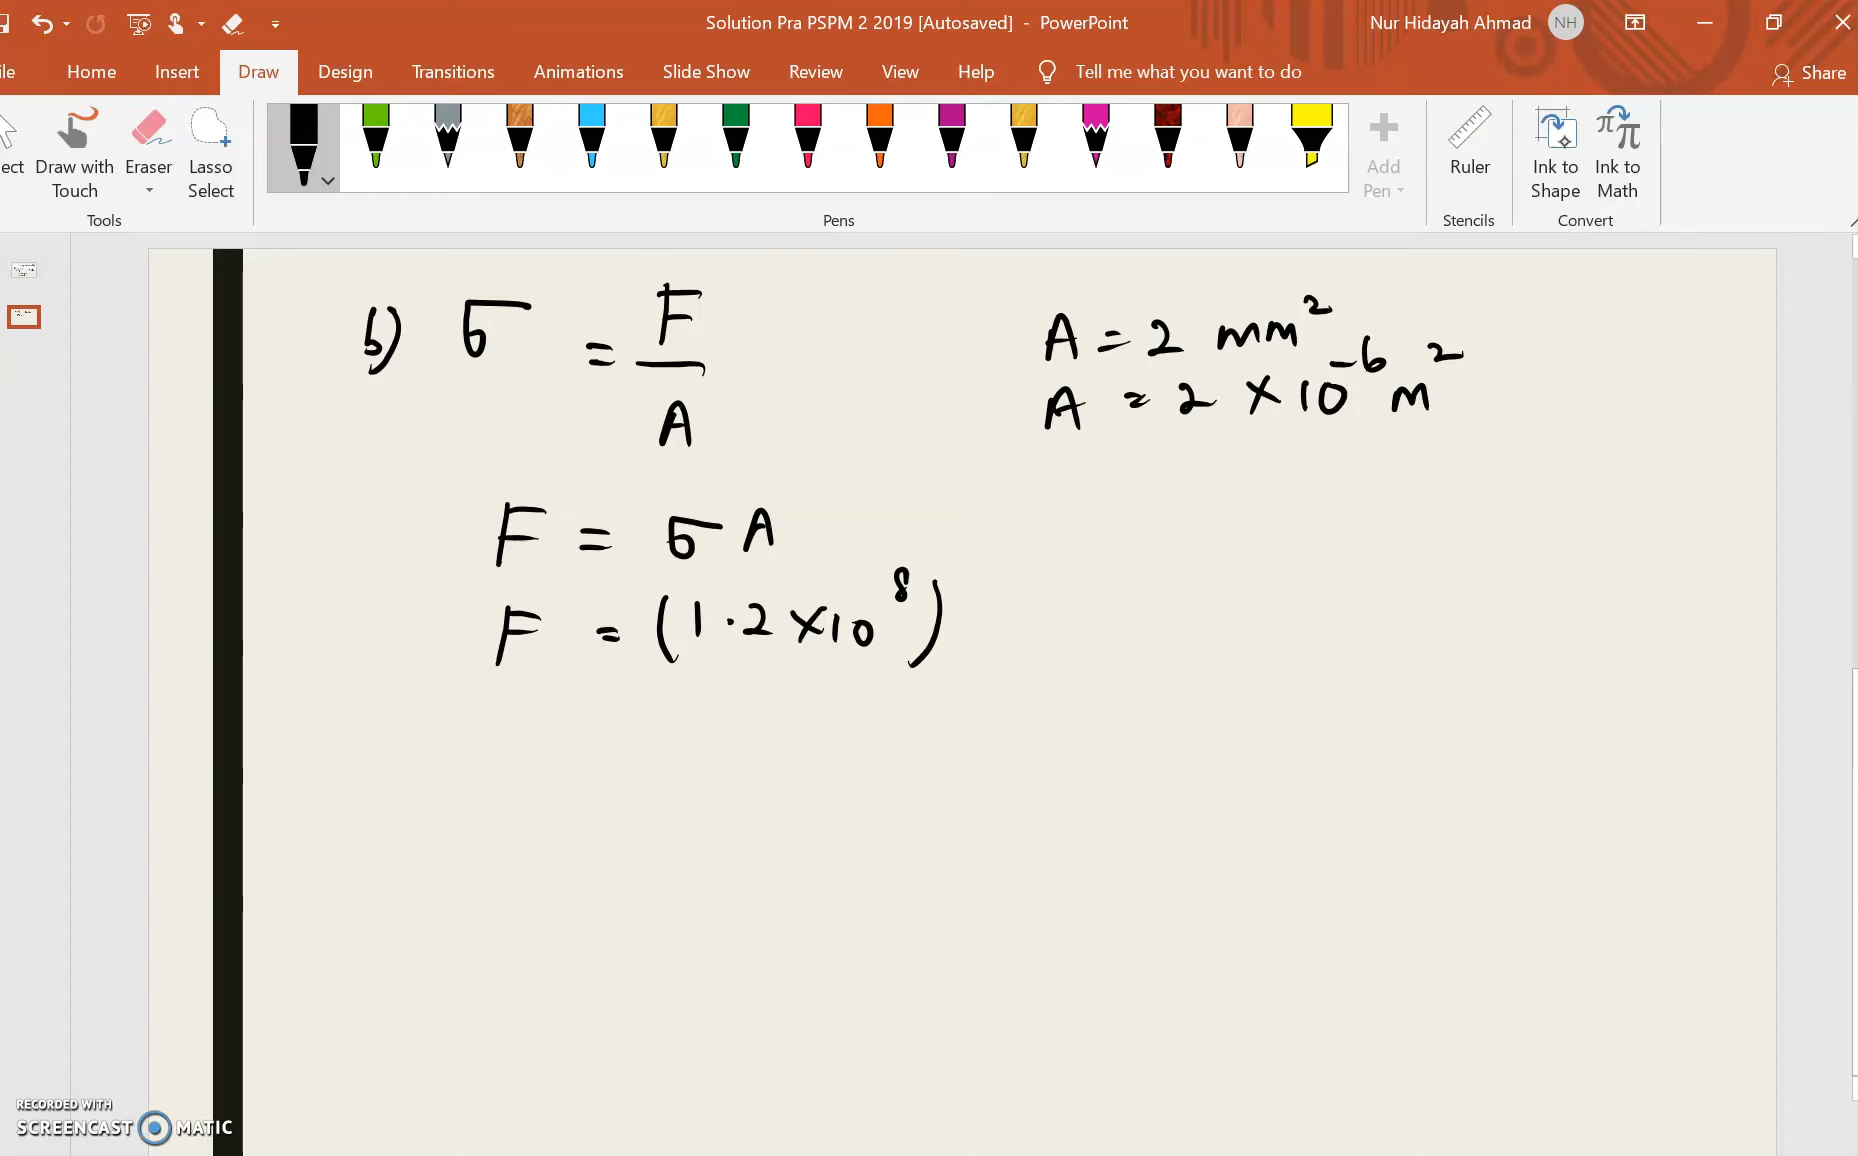 Solution Pra PSPM 2 2019 [Autosaved] - PowerPoint
Nur Hidayah Ahmad NH
ile Home Insert Draw Design Transitions Animations Slide Show Review View Help Tell me what you want to do Share
ect
Draw with Touch
Eraser
Lasso Select
Tools
Pens
Add Pen
Ruler
Stencils
Ink to Shape
Ink to Math
Convert
b) σ = F/A
A = 2 mm²
A = 2 × 10⁻⁶ m²
F = σA
F = (1.2 × 10⁸)
RECORDED WITH
SCREENCAST MATIC